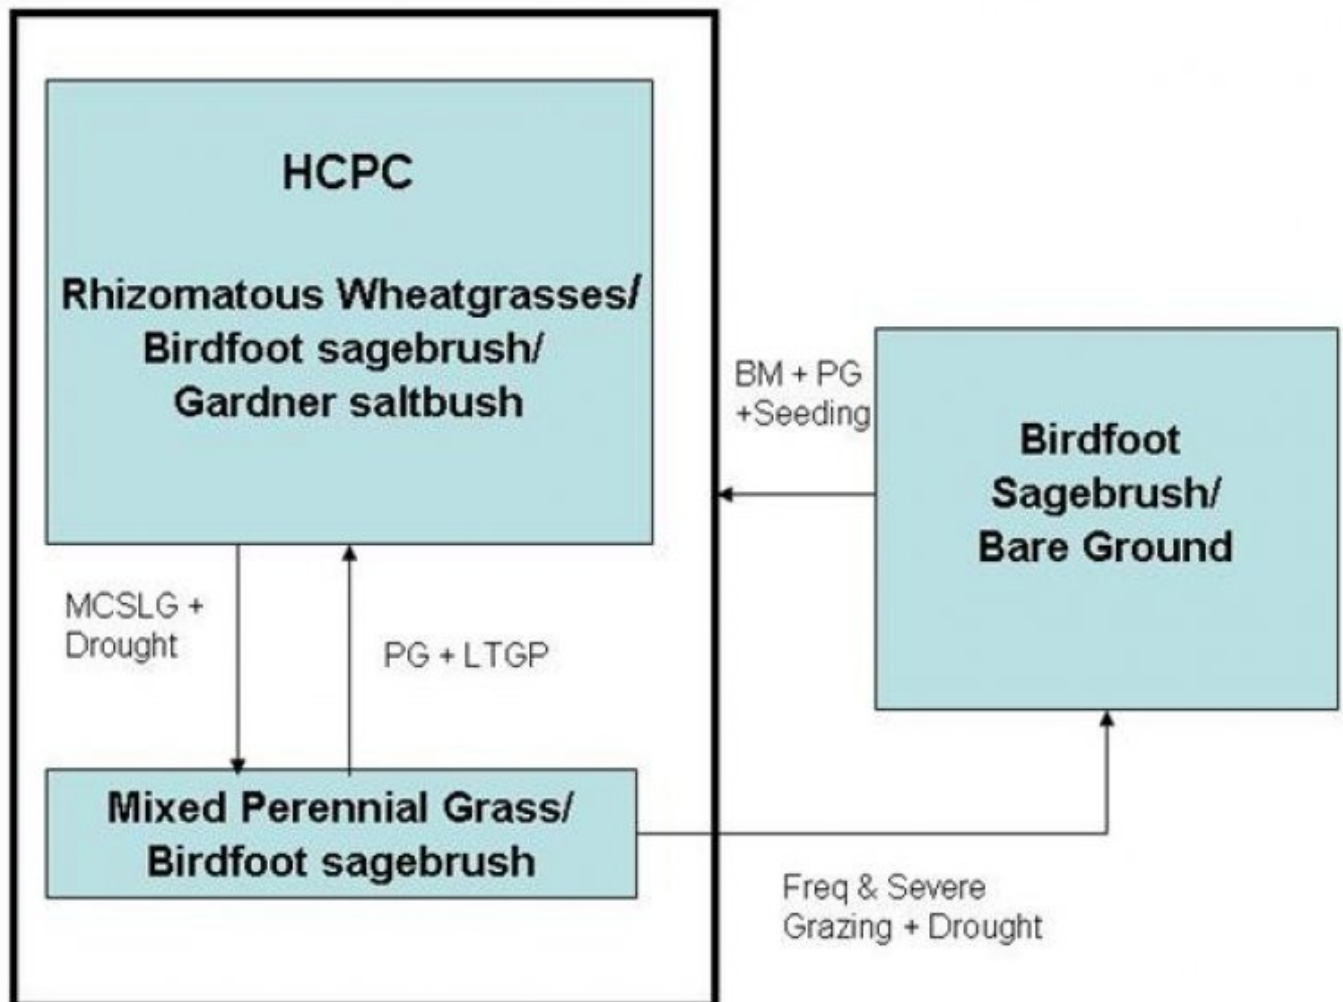 HCPC
Rhizomatous Wheatgrasses/
Birdfoot sagebrush/
Gardner saltbush
MCSLG +
Drought
PG + LTGP
Mixed Perennial Grass/
Birdfoot sagebrush
BM + PG
+Seeding
Birdfoot
Sagebrush/
Bare Ground
Freq & Severe
Grazing + Drought